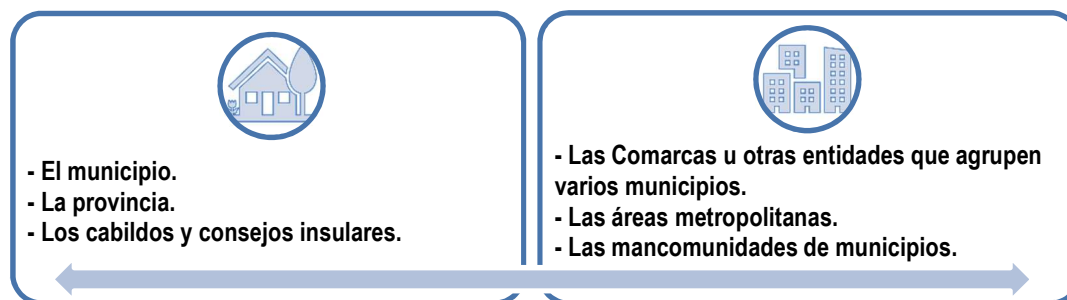 - El municipio.
- La provincia.
- Los cabildos y consejos insulares.
- Las Comarcas u otras entidades que agrupen
varios municipios.
- Las áreas metropolitanas.
- Las mancomunidades de municipios.